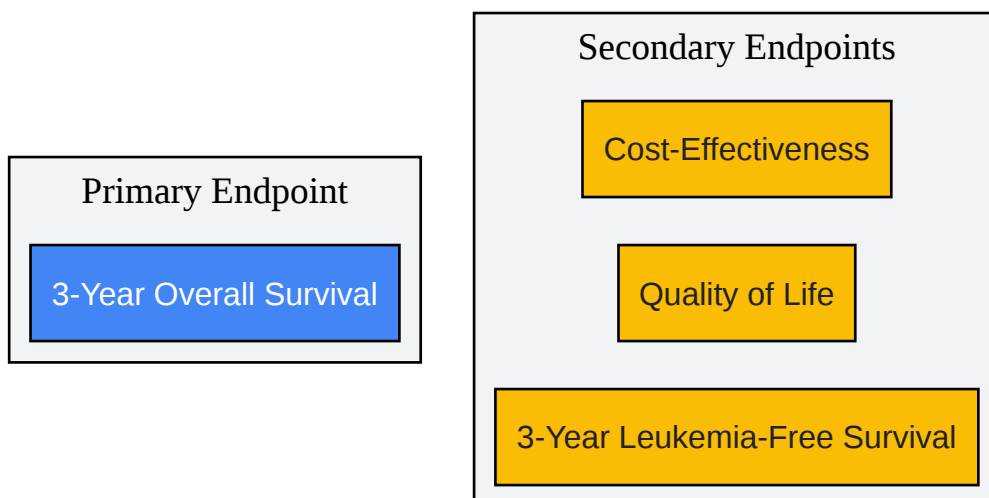 Primary Endpoint
3-Year Overall Survival
Secondary Endpoints
Cost-Effectiveness
Quality of Life
3-Year Leukemia-Free Survival